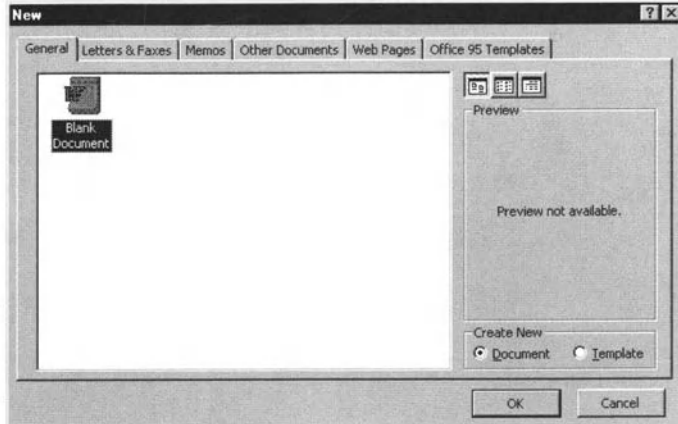 New
General Letters & Faxes Memos Other Documents Web Pages Office 95 Templates
Blank
Document
Preview
Preview not available.
Create New
Document Template
OK Cancel